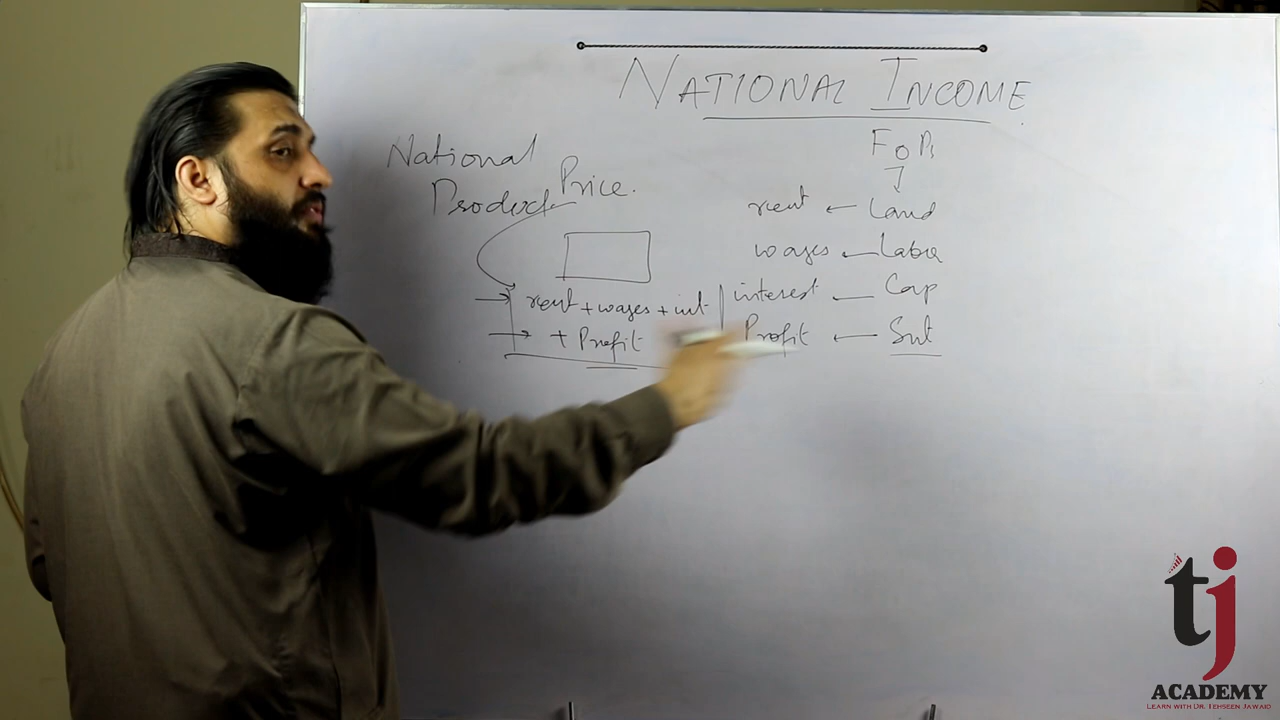 NATIONAL INCOME
National
Product
Price.
rent + wages + int
+ Profit
F o Ps
rent ← Land
wages ← Labor
interest — Cap
Profit ← Ent
tj
ACADEMY
LEARN WITH DR. TEHSEEN JAWAID